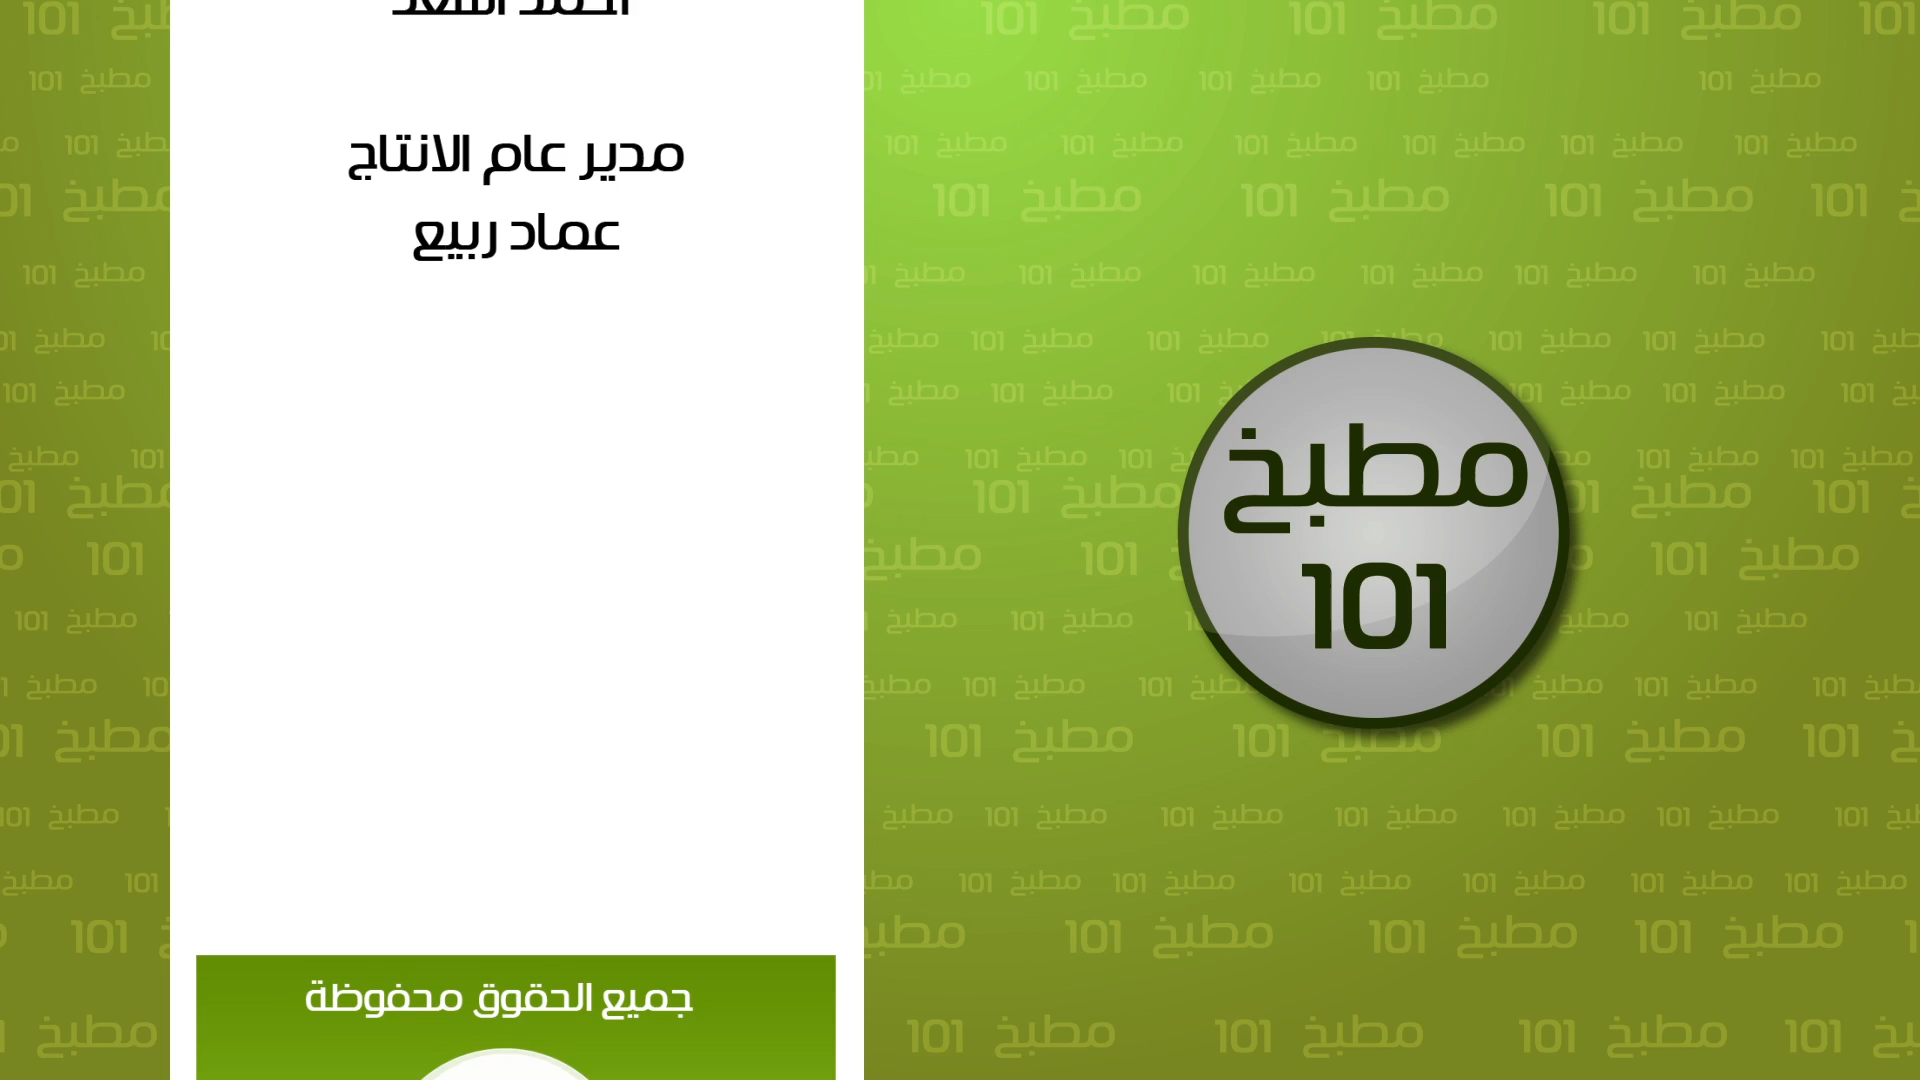 مدير عام الانتاج
عماد ربيع
جميع الحقوق محفوظة
مطبخ
101